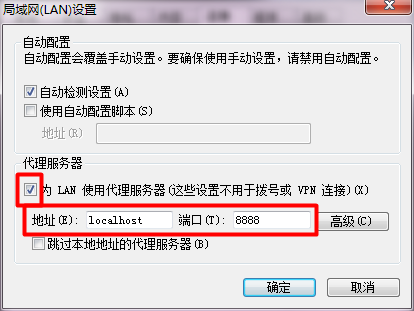 局域网(LAN)设置
自动配置
自动配置会覆盖手动设置。要确保使用手动设置，请禁用自动配置。
自动检测设置(A)
使用自动配置脚本(S)
地址(R)
代理服务器
为 LAN 使用代理服务器(这些设置不用于拨号或 VPN 连接)(X)
地址(E): localhost 端口(T): 8888 高级(C)
跳过本地地址的代理服务器(B)
确定 取消